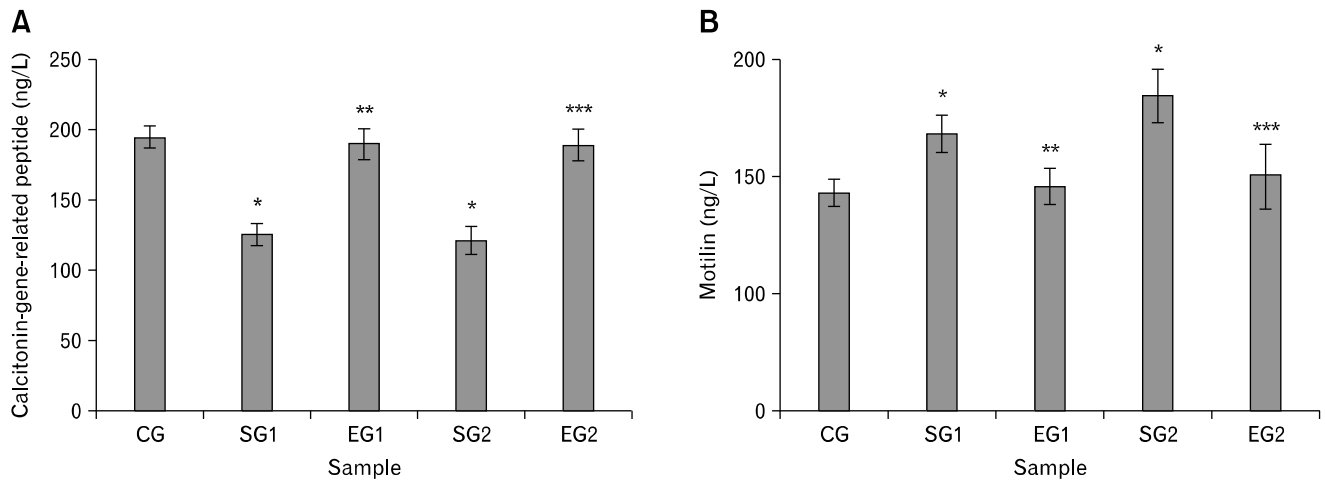 A
Calcitonin-gene-related peptide (ng/L)
250
200
150
100
50
0
*
**
*
***
CG SG1 EG1 SG2 EG2
Sample
B
Motilin (ng/L)
200
150
100
0
*
**
*
***
CG SG1 EG1 SG2 EG2
Sample